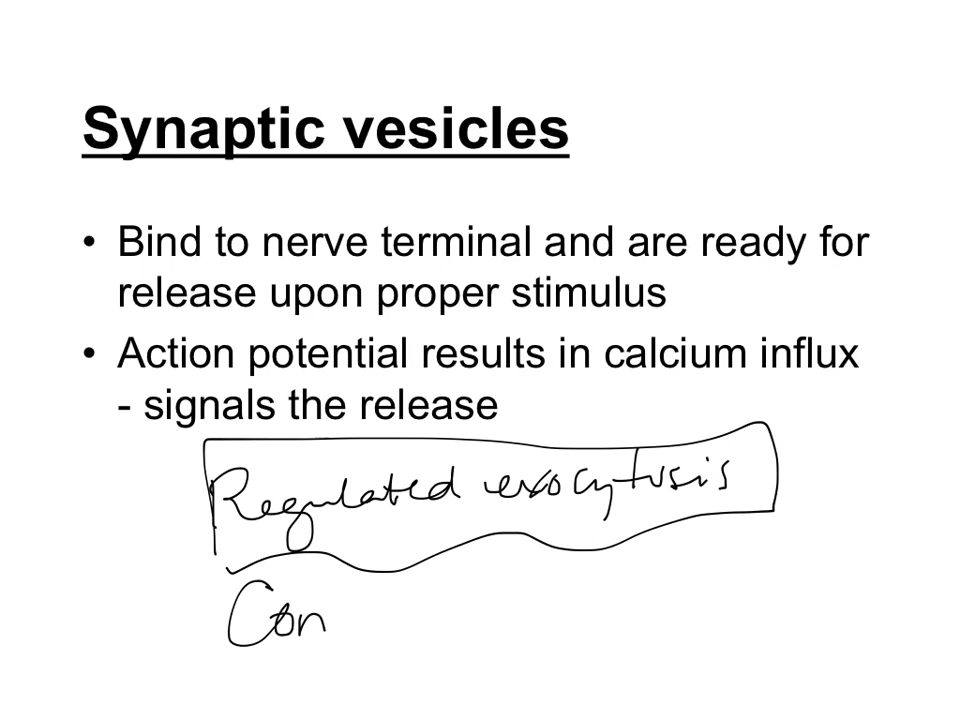 Synaptic vesicles
• Bind to nerve terminal and are ready for
release upon proper stimulus
• Action potential results in calcium influx
- signals the release
Regulated exocytosis
Con